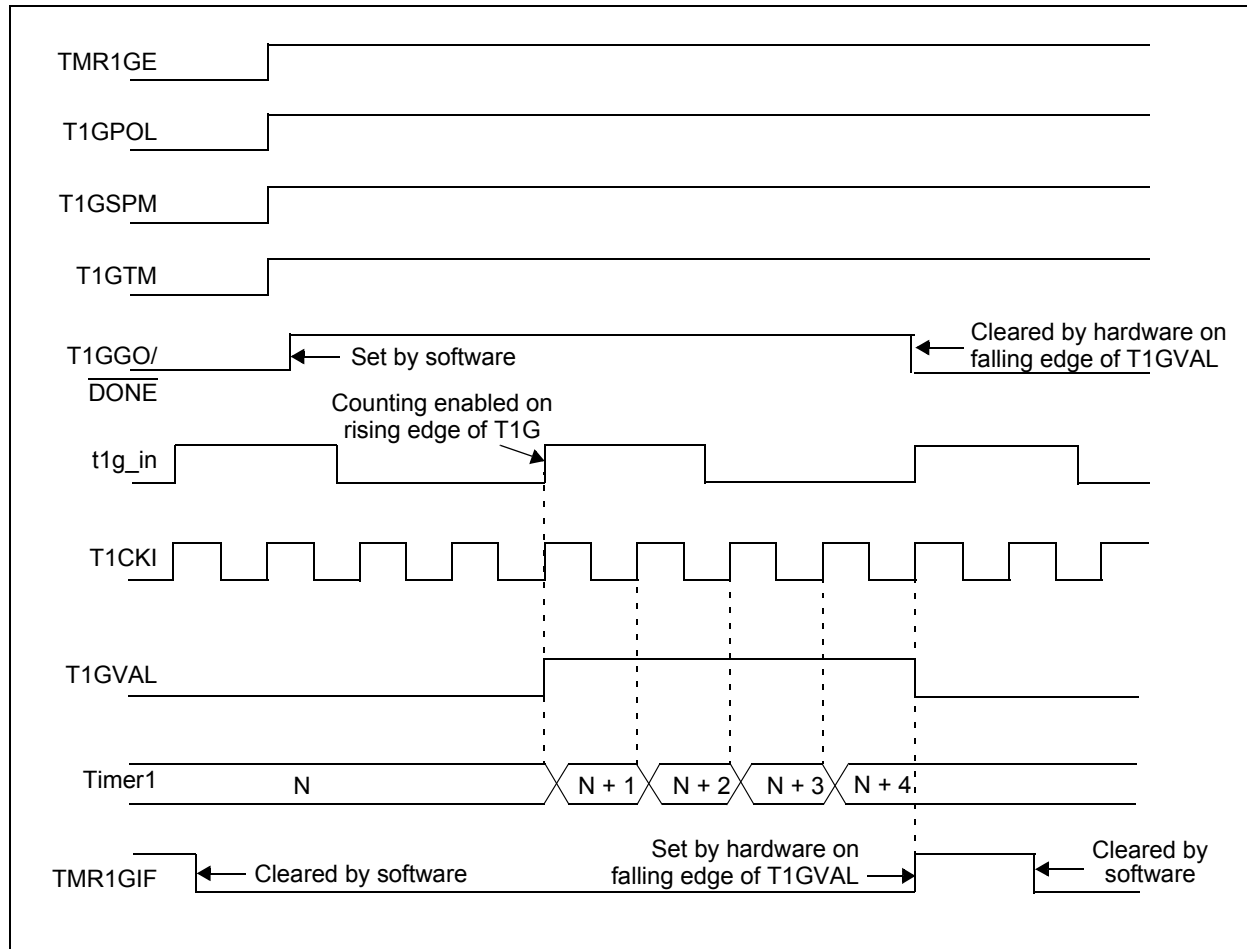 TMR1GE
T1GPOL
T1GSPM
T1GTM
T1GGO/
DONE
Set by software
Cleared by hardware on
falling edge of T1GVAL
Counting enabled on
rising edge of T1G
t1g_in
T1CKI
T1GVAL
Timer1
N
N + 1
N + 2
N + 3
N + 4
TMR1GIF
Cleared by software
Set by hardware on
falling edge of T1GVAL
Cleared by
software